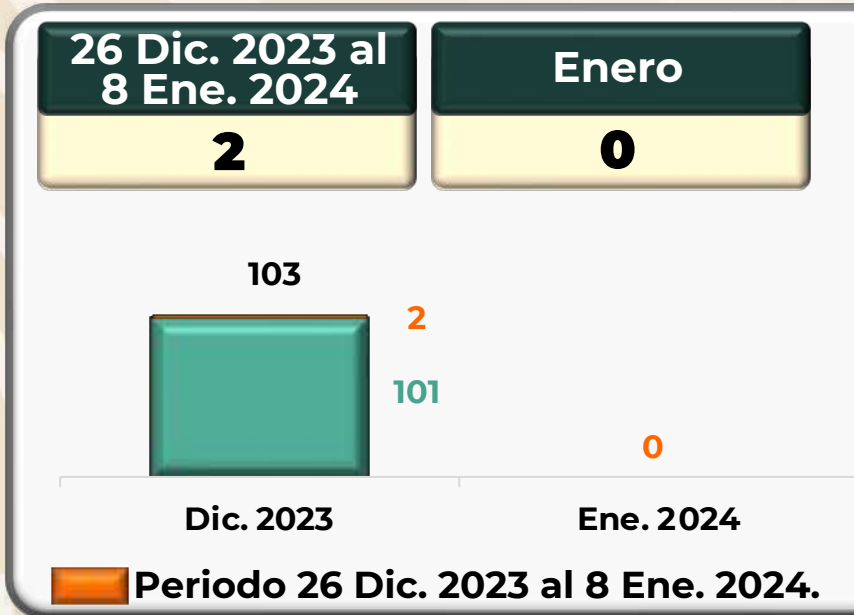 26 Dic. 2023 al
8 Ene. 2024
2
Enero
0
103
2
101
0
Dic. 2023
Ene. 2024
Periodo 26 Dic. 2023 al 8 Ene. 2024.